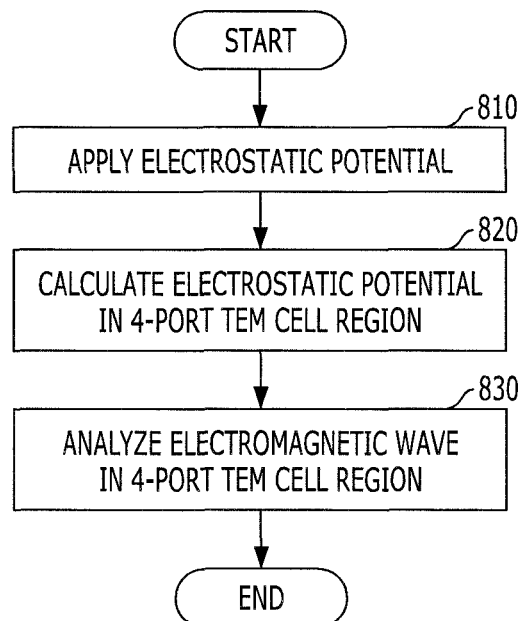 START
810
APPLY ELECTROSTATIC POTENTIAL
820
CALCULATE ELECTROSTATIC POTENTIAL
IN 4-PORT TEM CELL REGION
830
ANALYZE ELECTROMAGNETIC WAVE
IN 4-PORT TEM CELL REGION
END